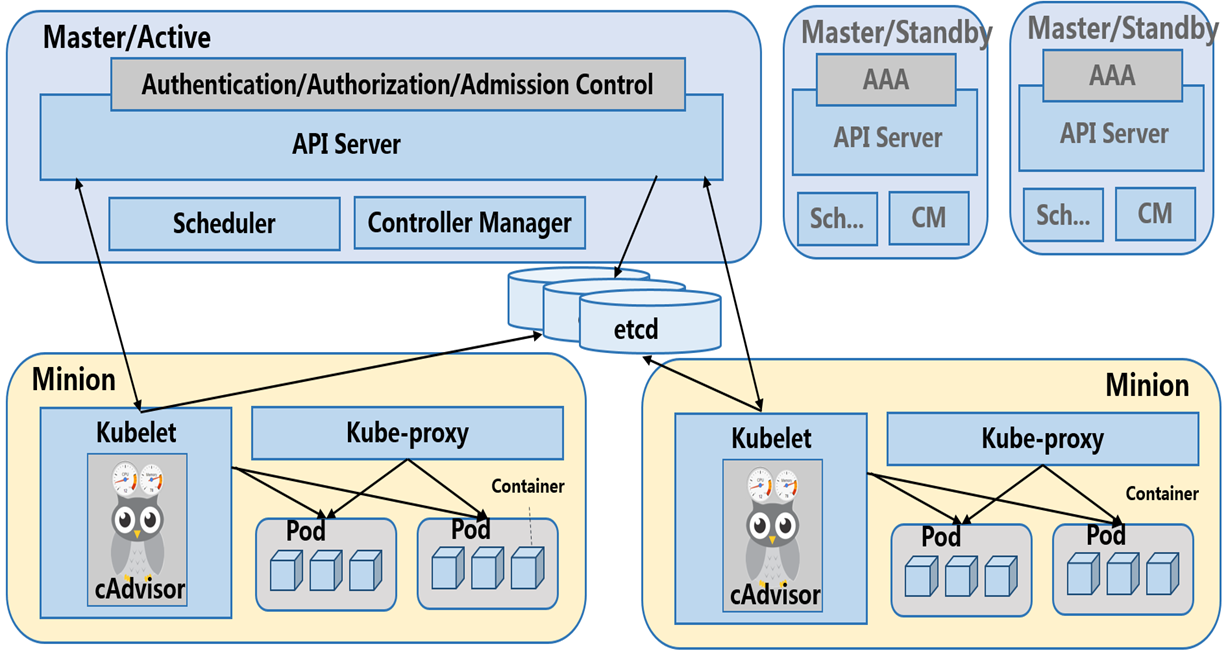 Master/Active
Authentication/Authorization/Admission Control
API Server
Scheduler
Controller Manager
Master/Standby
AAA
API Server
Sch...
CM
Master/Standby
AAA
API Server
Sch...
CM
etcd
Minion
Kubelet
cAdvisor
Kube-proxy
Container
Pod
Pod
Minion
Kubelet
cAdvisor
Kube-proxy
Container
Pod
Pod